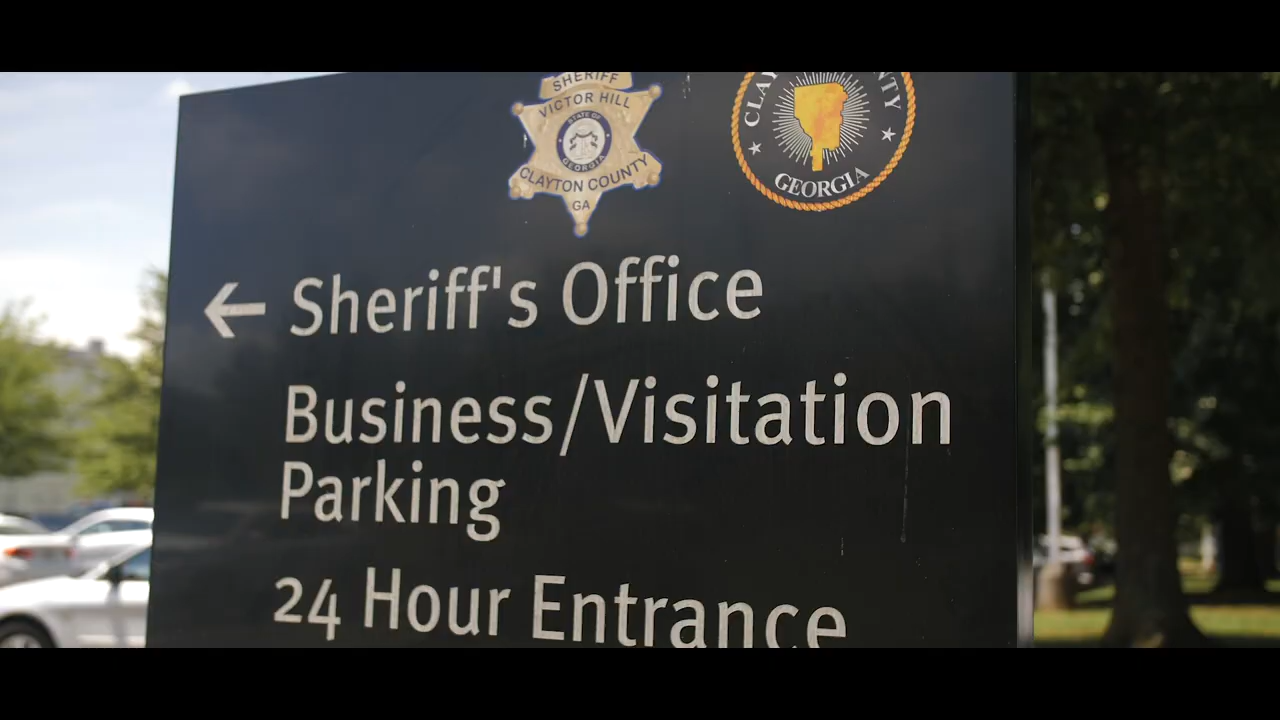 SHERIFF
VICTOR HILL
STATE OF
GEORGIA
CLAYTON COUNTY
GA
GEORGIA
← Sheriff's Office
Business/Visitation
Parking
24 Hour Entrance